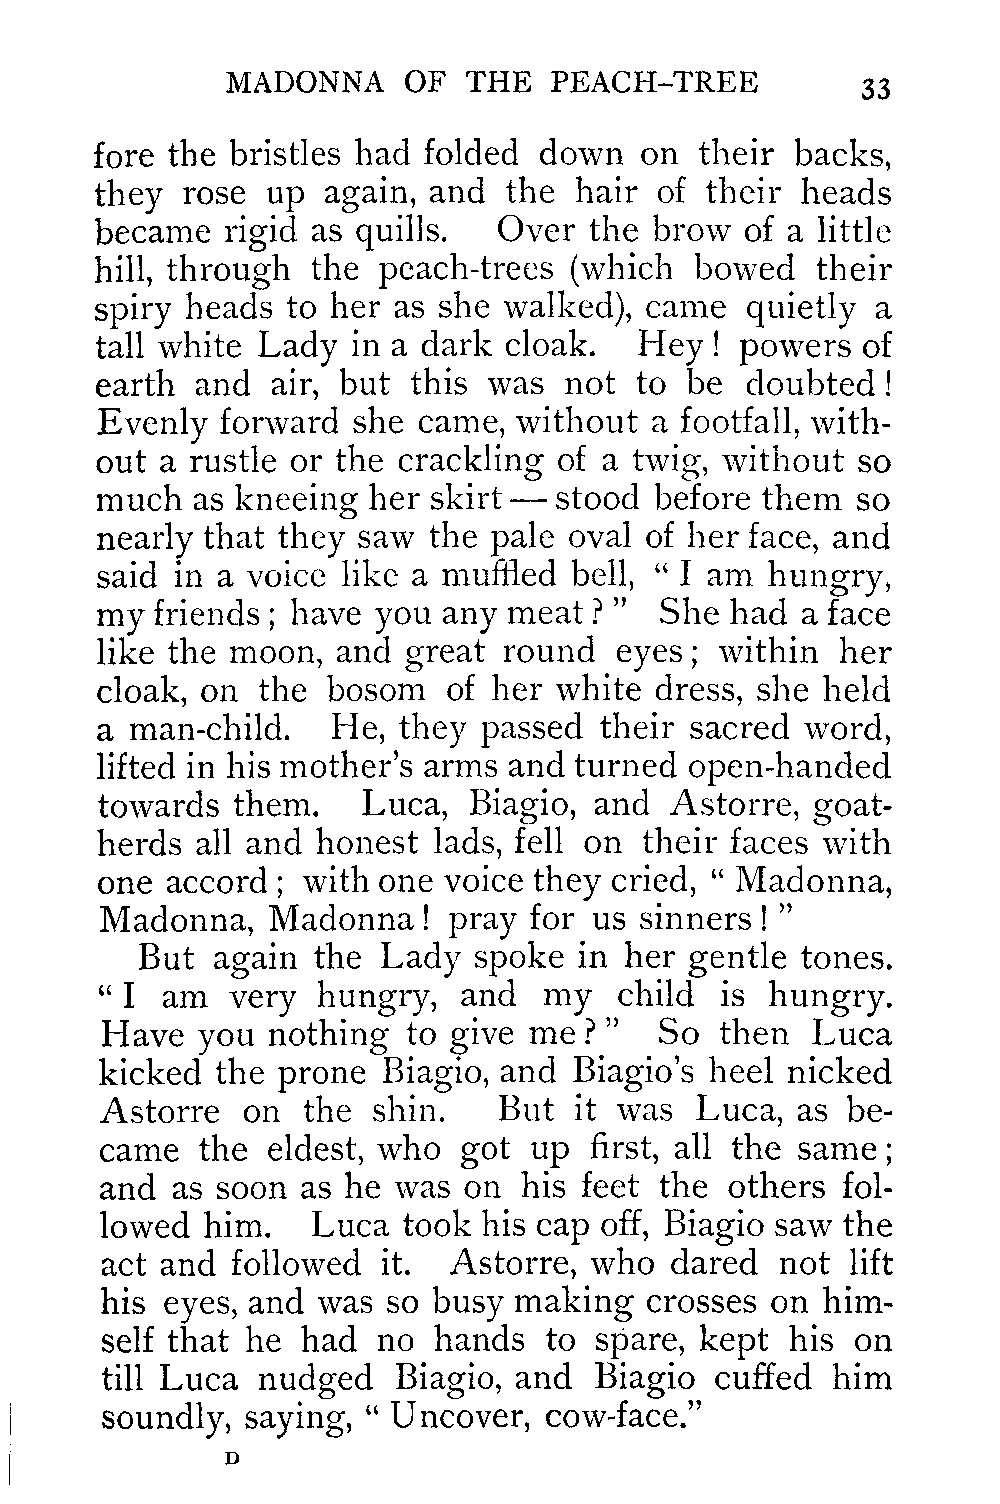 MADONNA OF THE PEACH-TREE 33
fore the bristles had folded down on their backs,
they rose up again, and the hair of their heads
became rigid as quills. Over the brow of a little
hill, through the peach-trees (which bowed their
spiry heads to her as she walked), came quietly a
tall white Lady in a dark cloak. Hey! powers of
earth and air, but this was not to be doubted!
Evenly forward she came, without a footfall, with-
out a rustle or the crackling of a twig, without so
much as kneeing her skirt — stood before them so
nearly that they saw the pale oval of her face, and
said in a voice like a muffled bell, “ I am hungry,
my friends; have you any meat? ” She had a face
like the moon, and great round eyes; within her
cloak, on the bosom of her white dress, she held
a man-child. He, they passed their sacred word,
lifted in his mother’s arms and turned open-handed
towards them. Luca, Biagio, and Astorre, goat-
herds all and honest lads, fell on their faces with
one accord; with one voice they cried, “ Madonna,
Madonna, Madonna! pray for us sinners! ”
But again the Lady spoke in her gentle tones.
“ I am very hungry, and my child is hungry.
Have you nothing to give me? ” So then Luca
kicked the prone Biagio, and Biagio’s heel nicked
Astorre on the shin. But it was Luca, as be-
came the eldest, who got up first, all the same;
and as soon as he was on his feet the others fol-
lowed him. Luca took his cap off, Biagio saw the
act and followed it. Astorre, who dared not lift
his eyes, and was so busy making crosses on him-
self that he had no hands to spare, kept his on
till Luca nudged Biagio, and Biagio cuffed him
soundly, saying, “ Uncover, cow-face.”
D